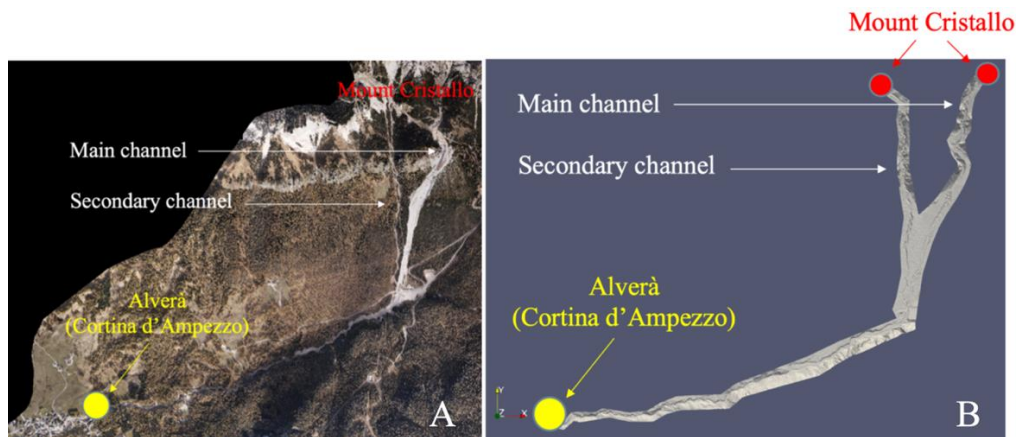 Mount Cristallo
Main channel
Secondary channel
Alverà
(Cortina d'Ampezzo)
A
Mount Cristallo
Main channel
Secondary channel
Alverà
(Cortina d'Ampezzo)
Y
Z
X
B